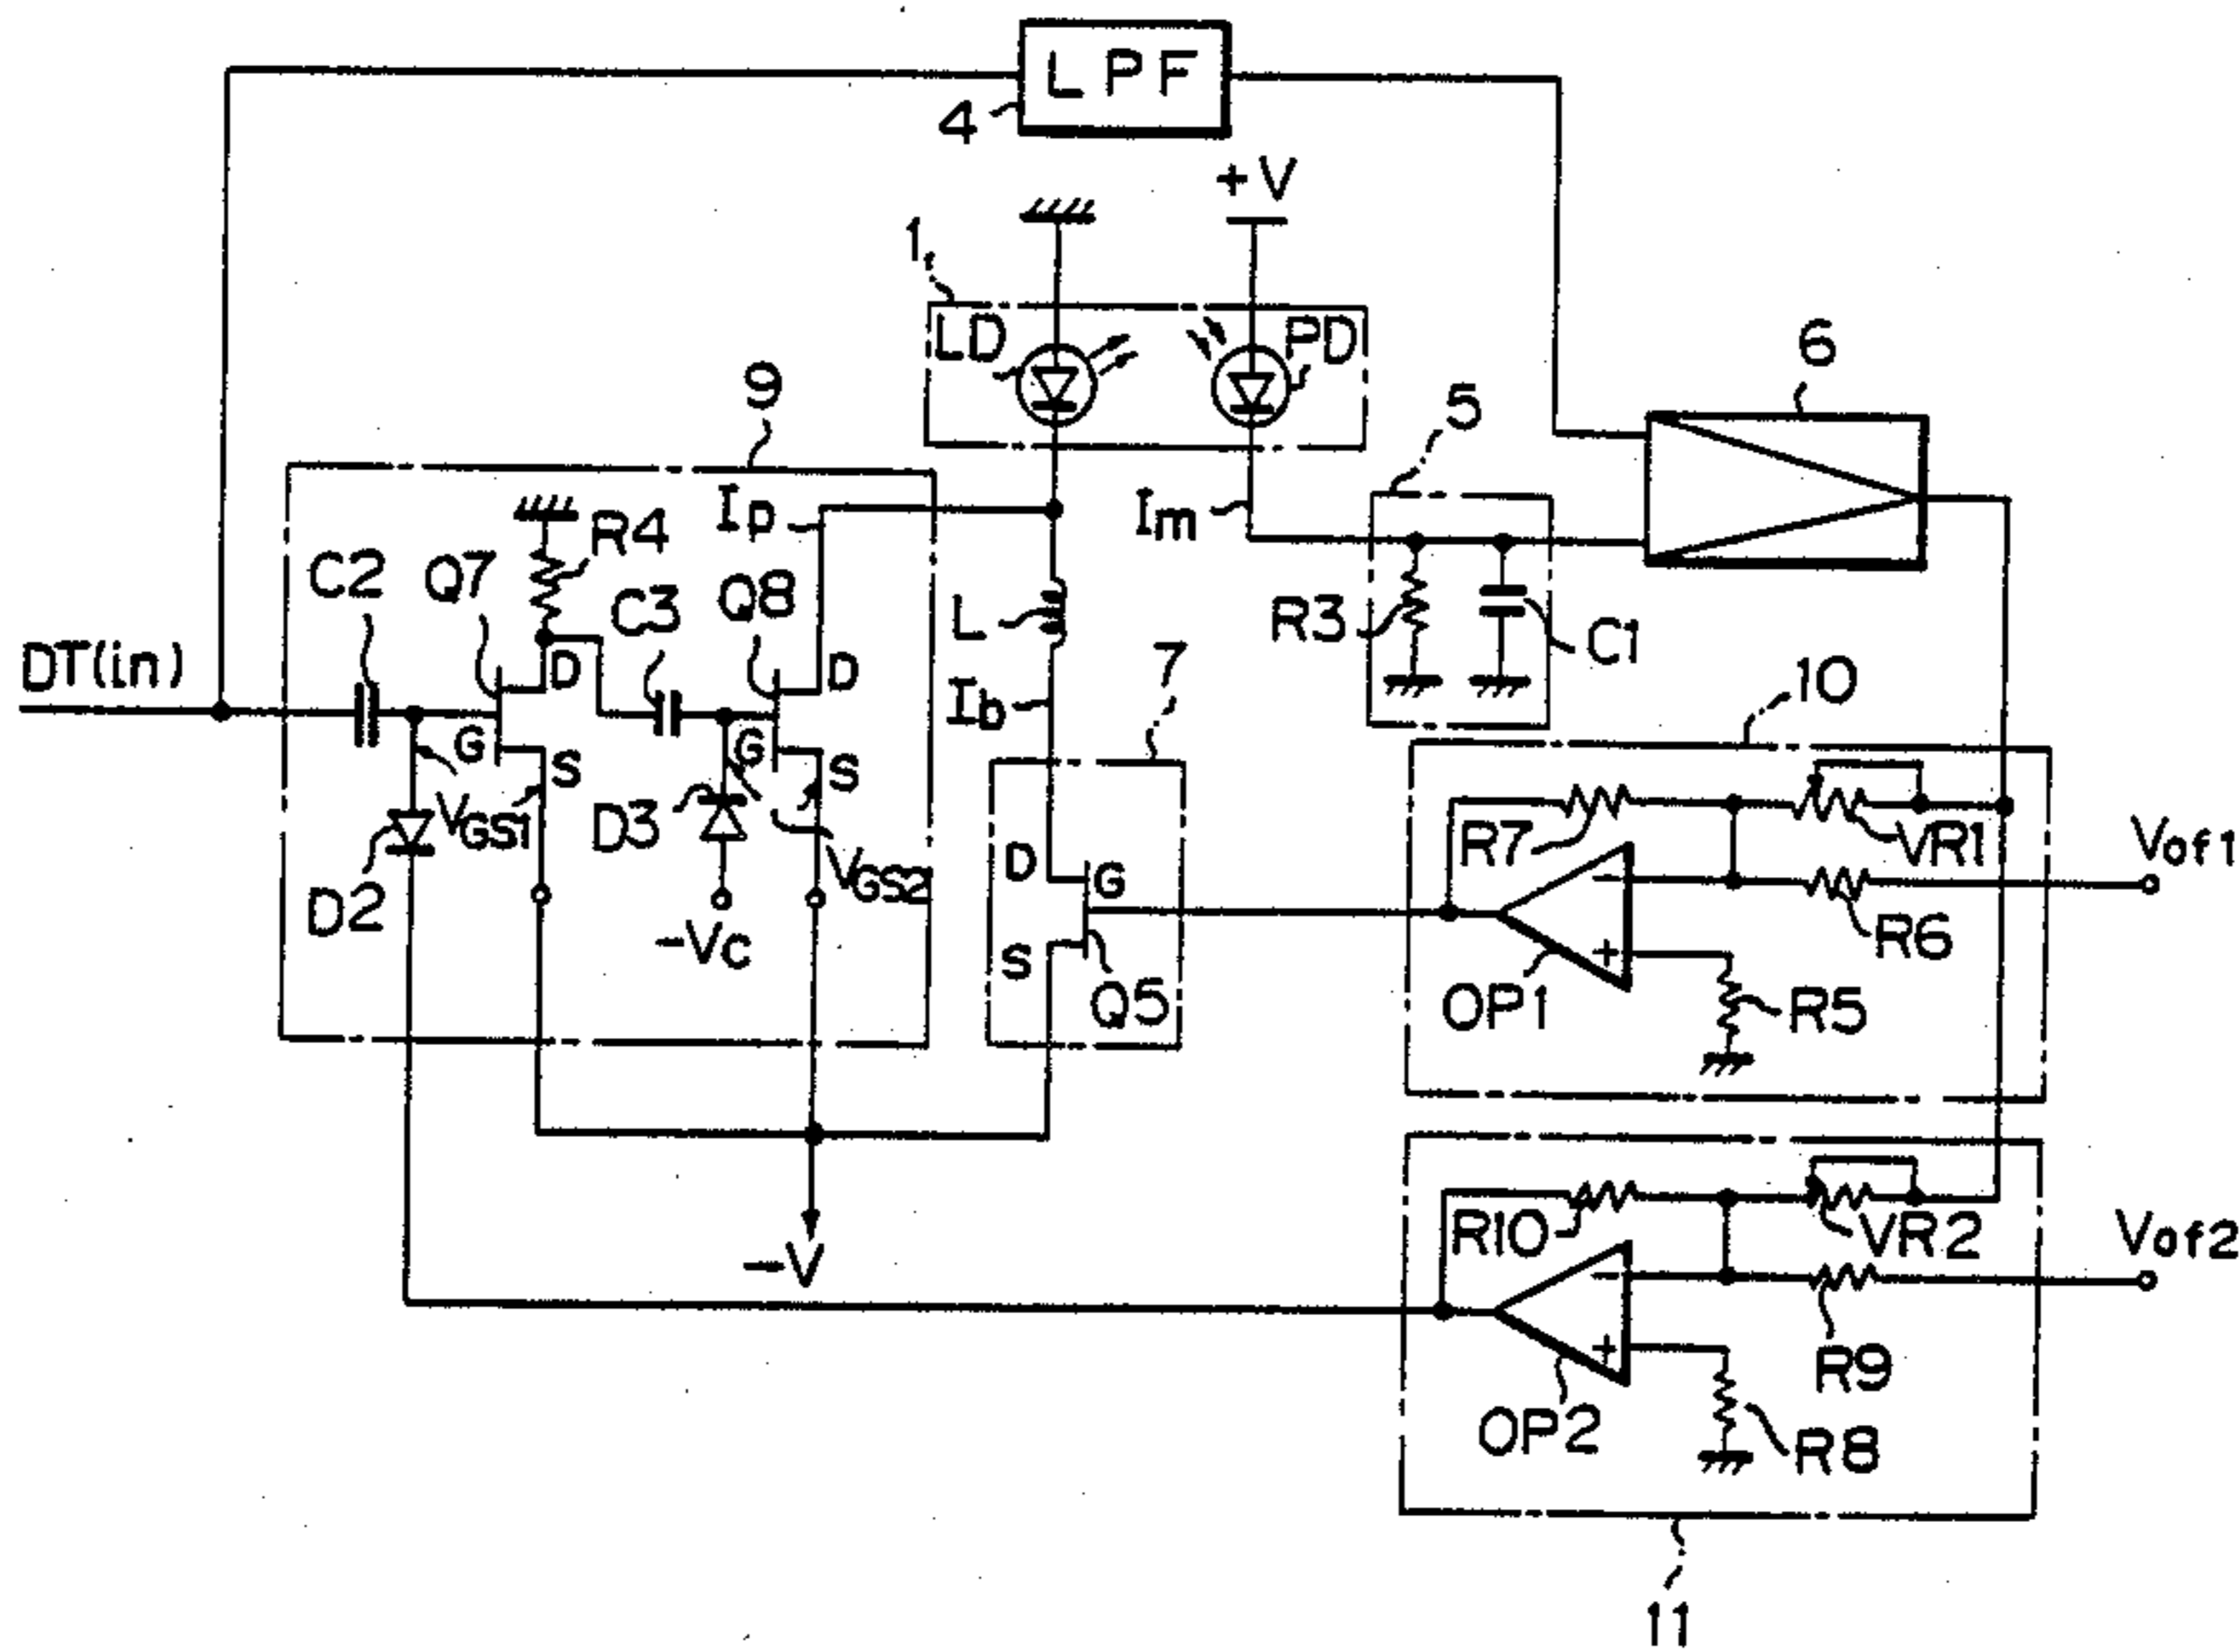 LPF
4
+V
1
LD
PD
6
5
9
Ip
Im
R4
C2
Q7
C3
Q8
D
D
L
R3
C1
DT(in)
7
10
G
S
G
S
Ib
VGS1
D3
VGS2
D2
-Vc
D
G
S
Q5
R7
VR1
Vof1
R6
OP1
-
+
R5
-V
R10
VR2
Vof2
-
+
R9
OP2
R8
11